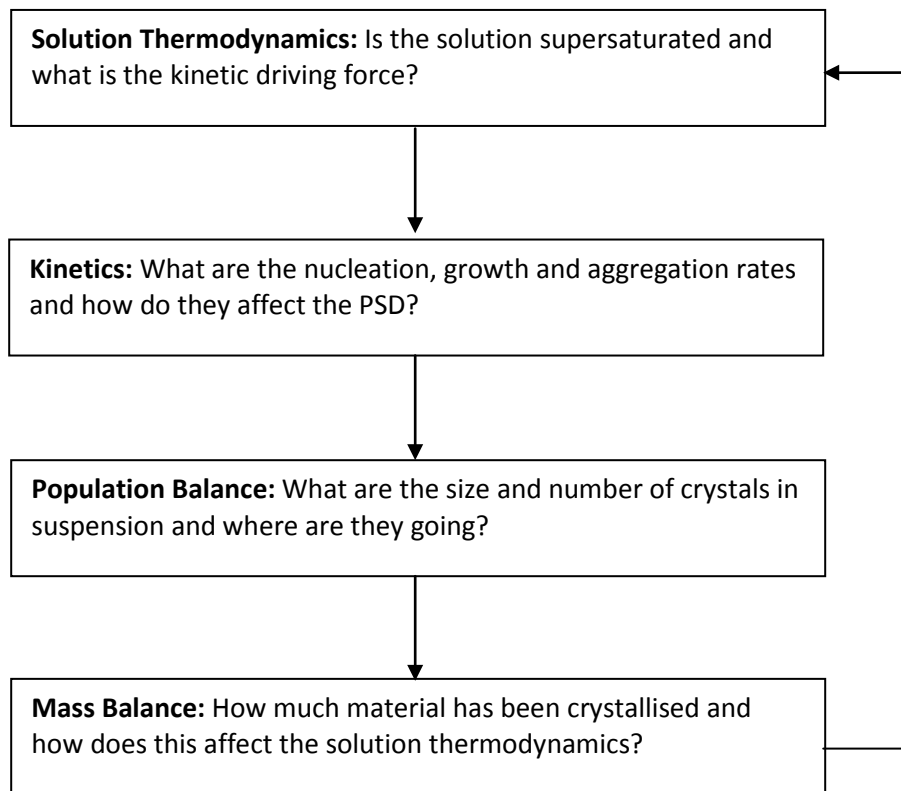 Solution Thermodynamics: Is the solution supersaturated and
what is the kinetic driving force?
Kinetics: What are the nucleation, growth and aggregation rates
and how do they affect the PSD?
Population Balance: What are the size and number of crystals in
suspension and where are they going?
Mass Balance: How much material has been crystallised and
how does this affect the solution thermodynamics?